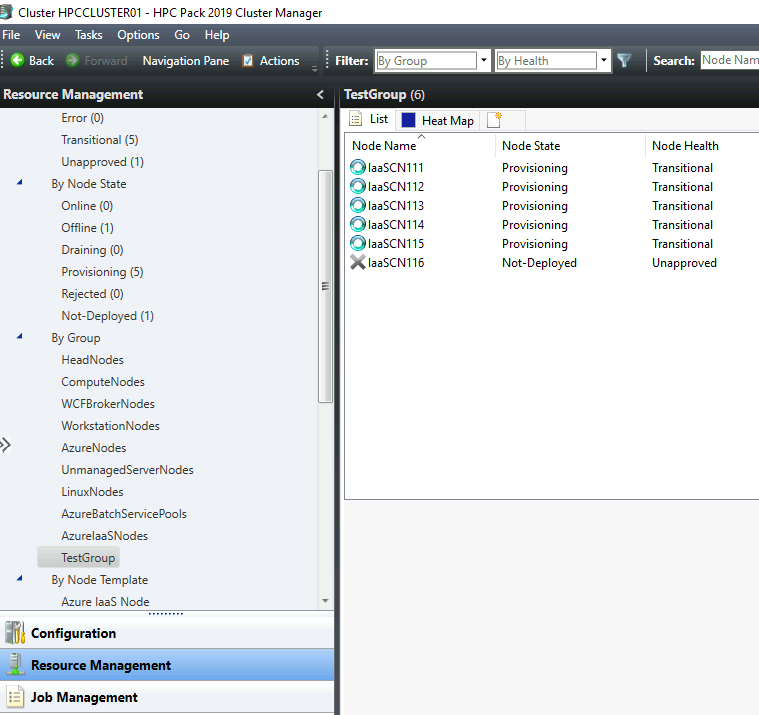 Cluster HPCCLUSTER01 - HPC Pack 2019 Cluster Manager
File View Tasks Options Go Help
Back Forward Navigation Pane Actions Filter: By Group By Health Search: Node Nam
Resource Management
Error (0)
Transitional (5)
Unapproved (1)
By Node State
Online (0)
Offline (1)
Draining (0)
Provisioning (5)
Rejected (0)
Not-Deployed (1)
By Group
HeadNodes
ComputeNodes
WCFBrokerNodes
WorkstationNodes
AzureNodes
UnmanagedServerNodes
LinuxNodes
AzureBatchServicePools
AzureIaaSNodes
TestGroup
By Node Template
Azure IaaS Node
Configuration
Resource Management
Job Management
TestGroup (6)
List Heat Map
Node Name Node State Node Health
IaaSCN111 Provisioning Transitional
IaaSCN112 Provisioning Transitional
IaaSCN113 Provisioning Transitional
IaaSCN114 Provisioning Transitional
IaaSCN115 Provisioning Transitional
IaaSCN116 Not-Deployed Unapproved